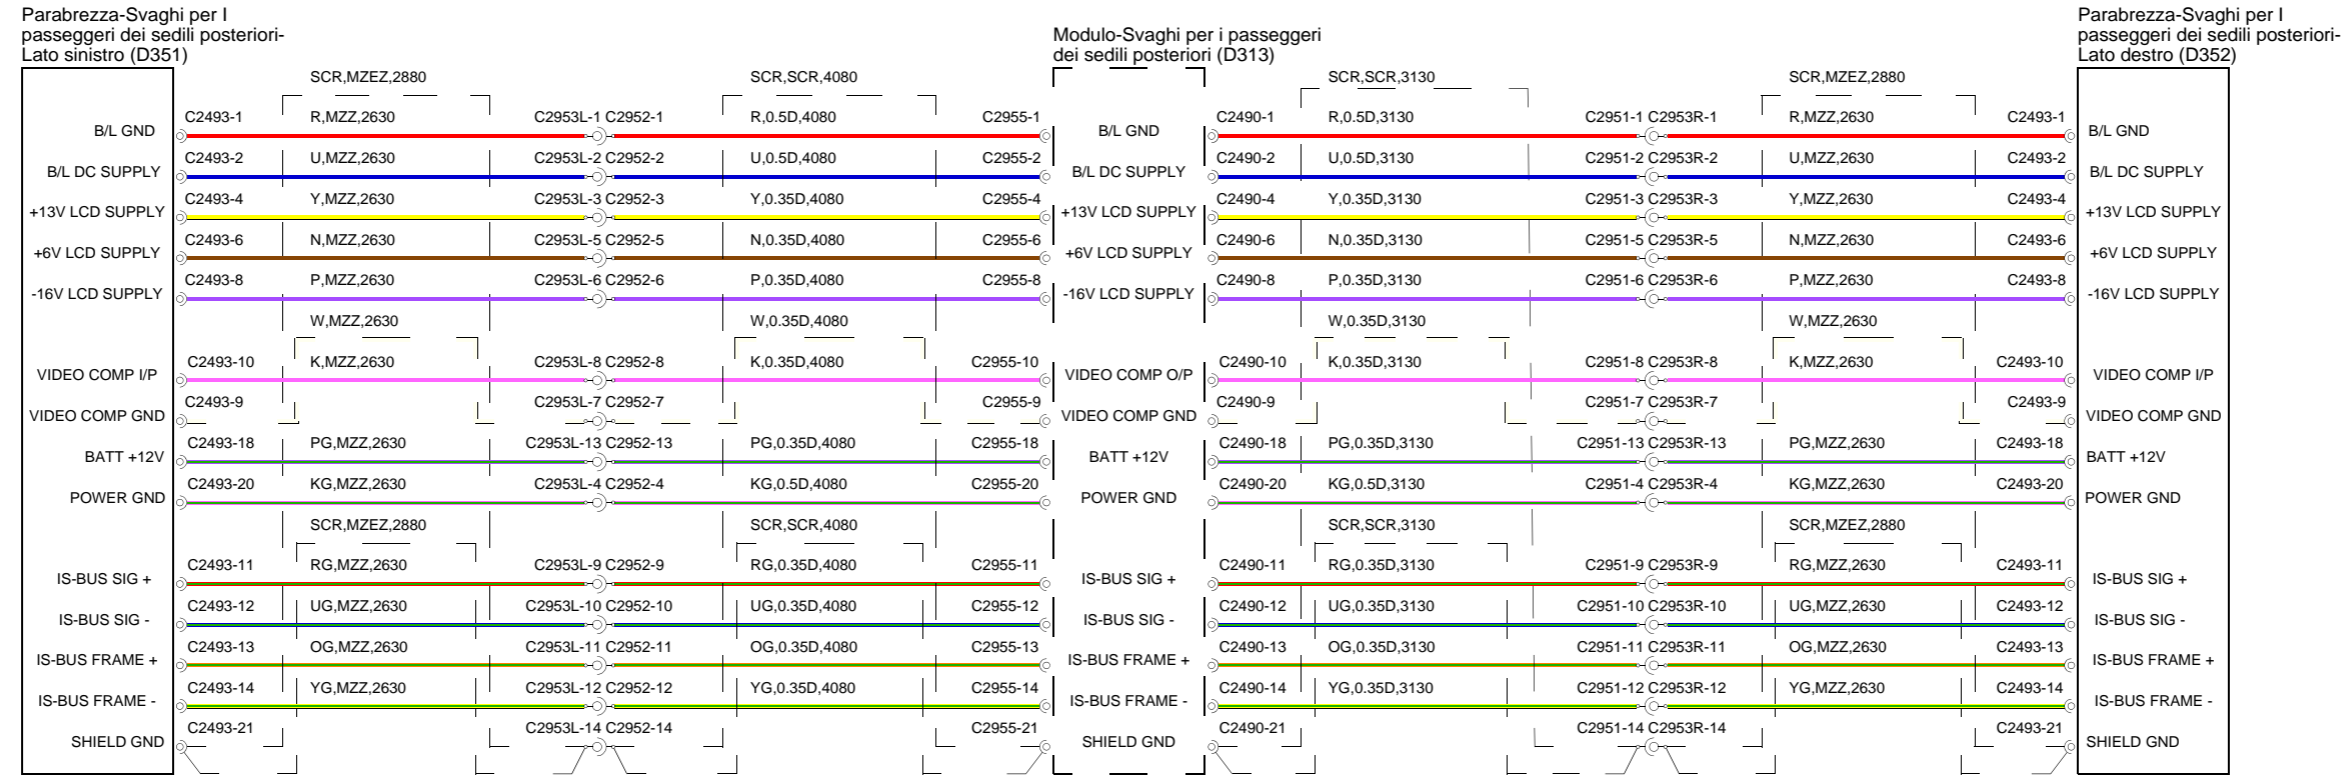 Parabrezza-Svaghi per I
passeggeri dei sedili posteriori-
Lato sinistro (D351)
Modulo-Svaghi per i passeggeri
dei sedili posteriori (D313)
Parabrezza-Svaghi per I
passeggeri dei sedili posteriori-
Lato destro (D352)
SCR,MZEZ,2880 SCR,SCR,4080 SCR,SCR,3130 SCR,MZEZ,2880
C2493-1 R,MZZ,2630 C2953L-1 C2952-1 R,0.5D,4080 C2955-1 C2490-1 R,0.5D,3130 C2951-1 C2953R-1 R,MZZ,2630 C2493-1
B/L GND B/L GND B/L GND
C2493-2 U,MZZ,2630 C2953L-2 C2952-2 U,0.5D,4080 C2955-2 C2490-2 U,0.5D,3130 C2951-2 C2953R-2 U,MZZ,2630 C2493-2
B/L DC SUPPLY B/L DC SUPPLY B/L DC SUPPLY
C2493-4 Y,MZZ,2630 C2953L-3 C2952-3 Y,0.35D,4080 C2955-4 C2490-4 Y,0.35D,3130 C2951-3 C2953R-3 Y,MZZ,2630 C2493-4
+13V LCD SUPPLY +13V LCD SUPPLY +13V LCD SUPPLY
C2493-6 N,MZZ,2630 C2953L-5 C2952-5 N,0.35D,4080 C2955-6 C2490-6 N,0.35D,3130 C2951-5 C2953R-5 N,MZZ,2630 C2493-6
+6V LCD SUPPLY +6V LCD SUPPLY +6V LCD SUPPLY
C2493-8 P,MZZ,2630 C2953L-6 C2952-6 P,0.35D,4080 C2955-8 C2490-8 P,0.35D,3130 C2951-6 C2953R-6 P,MZZ,2630 C2493-8
-16V LCD SUPPLY -16V LCD SUPPLY -16V LCD SUPPLY
W,MZZ,2630 W,0.35D,4080 W,0.35D,3130 W,MZZ,2630
C2493-10 K,MZZ,2630 C2953L-8 C2952-8 K,0.35D,4080 C2955-10 C2490-10 K,0.35D,3130 C2951-8 C2953R-8 K,MZZ,2630 C2493-10
VIDEO COMP I/P VIDEO COMP O/P VIDEO COMP I/P
C2493-9 C2953L-7 C2952-7 C2955-9 C2490-9 C2951-7 C2953R-7 C2493-9
VIDEO COMP GND VIDEO COMP GND VIDEO COMP GND
C2493-18 PG,MZZ,2630 C2953L-13 C2952-13 PG,0.35D,4080 C2955-18 C2490-18 PG,0.35D,3130 C2951-13 C2953R-13 PG,MZZ,2630 C2493-18
BATT +12V BATT +12V BATT +12V
C2493-20 KG,MZZ,2630 C2953L-4 C2952-4 KG,0.5D,4080 C2955-20 C2490-20 KG,0.5D,3130 C2951-4 C2953R-4 KG,MZZ,2630 C2493-20
POWER GND POWER GND POWER GND
SCR,MZEZ,2880 SCR,SCR,4080 SCR,SCR,3130 SCR,MZEZ,2880
C2493-11 RG,MZZ,2630 C2953L-9 C2952-9 RG,0.35D,4080 C2955-11 C2490-11 RG,0.35D,3130 C2951-9 C2953R-9 RG,MZZ,2630 C2493-11
IS-BUS SIG + IS-BUS SIG + IS-BUS SIG +
C2493-12 UG,MZZ,2630 C2953L-10 C2952-10 UG,0.35D,4080 C2955-12 C2490-12 UG,0.35D,3130 C2951-10 C2953R-10 UG,MZZ,2630 C2493-12
IS-BUS SIG - IS-BUS SIG - IS-BUS SIG -
C2493-13 OG,MZZ,2630 C2953L-11 C2952-11 OG,0.35D,4080 C2955-13 C2490-13 OG,0.35D,3130 C2951-11 C2953R-11 OG,MZZ,2630 C2493-13
IS-BUS FRAME + IS-BUS FRAME + IS-BUS FRAME +
C2493-14 YG,MZZ,2630 C2953L-12 C2952-12 YG,0.35D,4080 C2955-14 C2490-14 YG,0.35D,3130 C2951-12 C2953R-12 YG,MZZ,2630 C2493-14
IS-BUS FRAME - IS-BUS FRAME - IS-BUS FRAME -
C2493-21 C2953L-14 C2952-14 C2955-21 C2490-21 C2951-14 C2953R-14 C2493-21
SHIELD GND SHIELD GND SHIELD GND